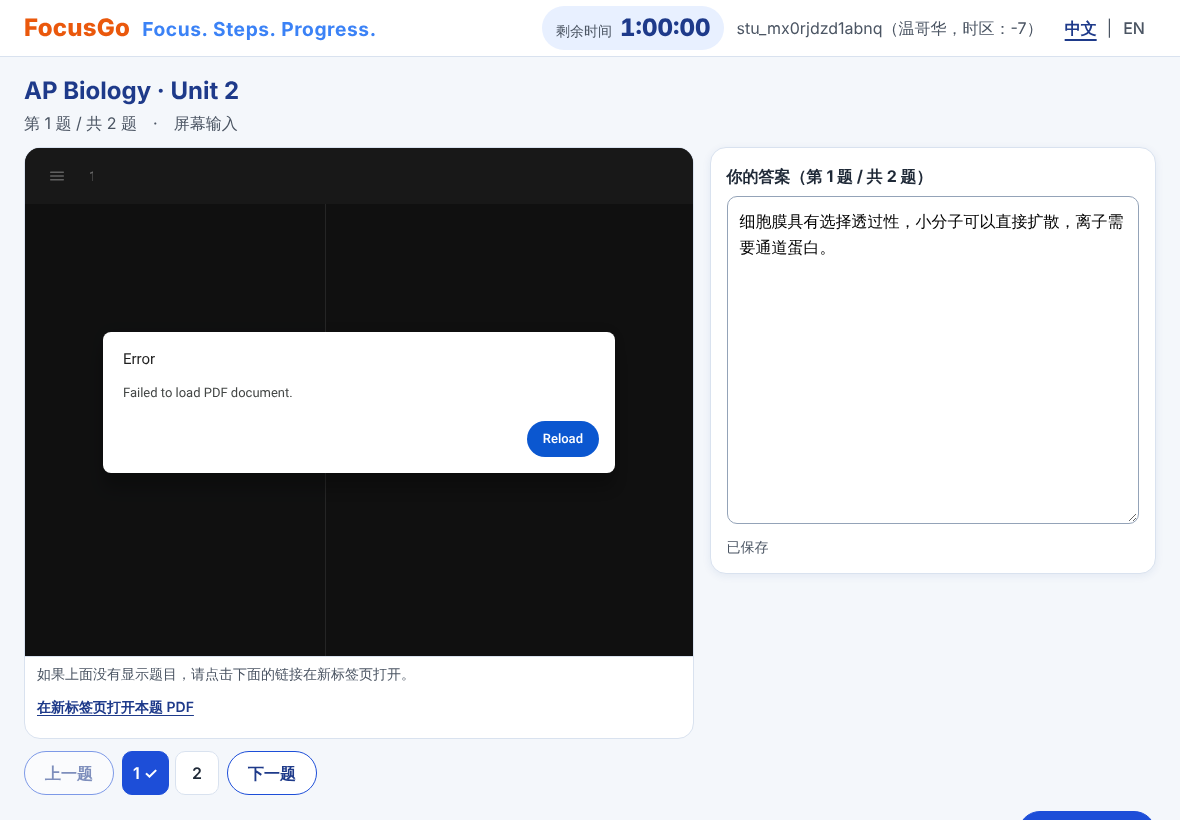 FocusGo Focus. Steps. Progress. 剩余时间 1:00:00 stu_mx0rjdzd1abnq（温哥华，时区：-7） 中文 | EN
AP Biology · Unit 2
第 1 题 / 共 2 题 · 屏幕输入
1
Error
Failed to load PDF document.
Reload
如果上面没有显示题目，请点击下面的链接在新标签页打开。
在新标签页打开本题 PDF
你的答案（第 1 题 / 共 2 题）
细胞膜具有选择透过性，小分子可以直接扩散，离子需
要通道蛋白。
已保存
上一题 1 ✓ 2 下一题